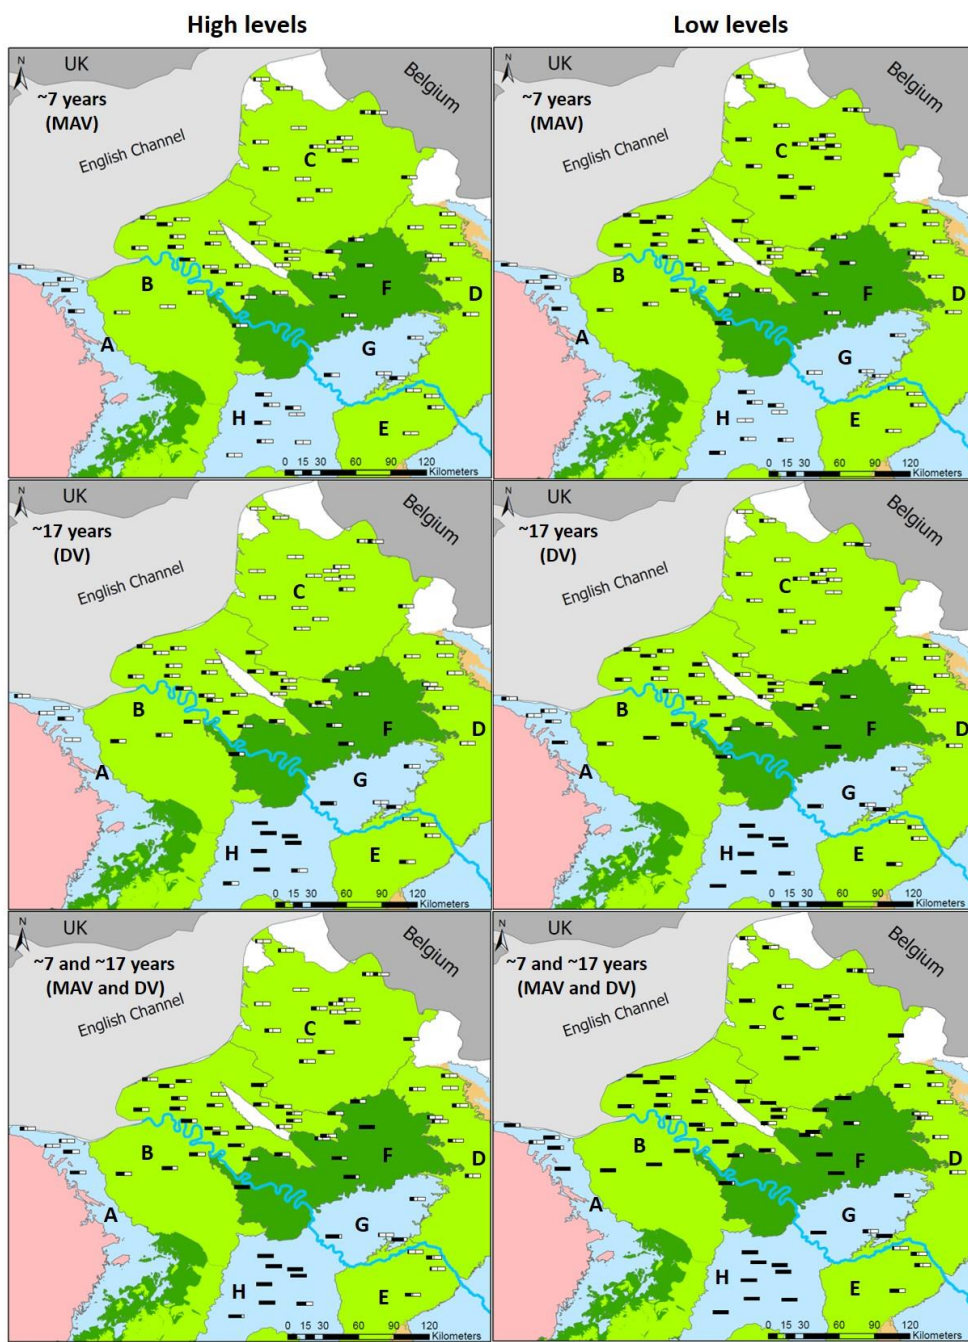 High levels
Low levels
N
UK
Belgium
~7 years
(MAV)
English Channel
C
B
F
D
A
G
H
E
0 15 30 60 90 120
Kilometers
N
UK
Belgium
~7 years
(MAV)
English Channel
C
B
F
D
A
G
H
E
0 15 30 60 90 120
Kilometers
N
UK
Belgium
~17 years
(DV)
English Channel
C
B
F
D
A
G
H
E
0 15 30 60 90 120
Kilometers
N
UK
Belgium
~17 years
(DV)
English Channel
C
B
F
D
A
G
H
E
0 15 30 60 90 120
Kilometers
N
UK
Belgium
~7 and ~17 years
(MAV and DV)
English Channel
C
B
F
D
A
G
H
E
0 15 30 60 90 120
Kilometers
N
UK
Belgium
~7 and ~17 years
(MAV and DV)
English Channel
C
B
F
D
A
G
H
E
0 15 30 60 90 120
Kilometers